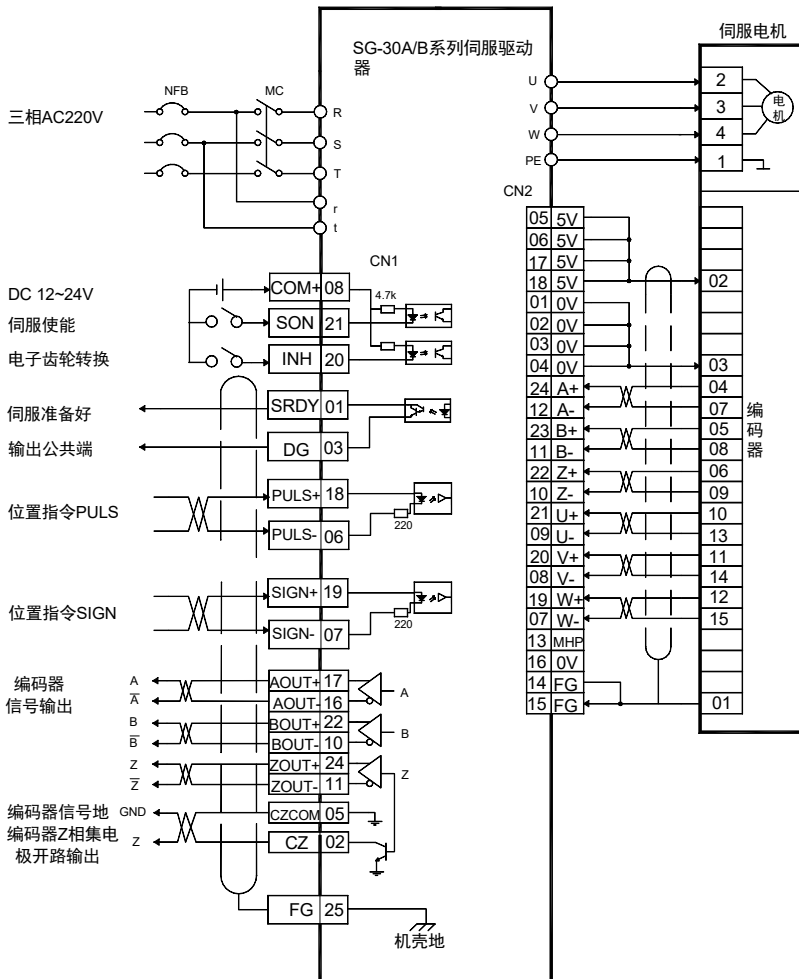 伺服电机
SG-30A/B系列伺服驱动
器
三相AC220V
NFB
MC
R
S
T
r
t
U
V
W
PE
2
3
4
1
电
机
CN2
CN1
DC 12~24V
伺服使能
电子齿轮转换
COM+ 08
SON 21
INH 20
4.7k
伺服准备好
输出公共端
SRDY 01
DG 03
位置指令PULS
PULS+ 18
PULS- 06
220
位置指令SIGN
SIGN+ 19
SIGN- 07
220
编码器
信号输出
A
A
B
B
Z
Z
AOUT+ 17
AOUT- 16
BOUT+ 22
BOUT- 10
ZOUT+ 24
ZOUT- 11
A
B
Z
编码器信号地 GND
编码器Z相集电
极开路输出
Z
CZCOM 05
CZ 02
FG 25
机壳地
05 5V
06 5V
17 5V
18 5V
01 0V
02 0V
03 0V
04 0V
24 A+
12 A-
23 B+
11 B-
22 Z+
10 Z-
21 U+
09 U-
20 V+
08 V-
19 W+
07 W-
13 MHP
16 0V
14 FG
15 FG
02
03
04
07
05
08
06
09
10
13
11
14
12
15
01
编
码
器